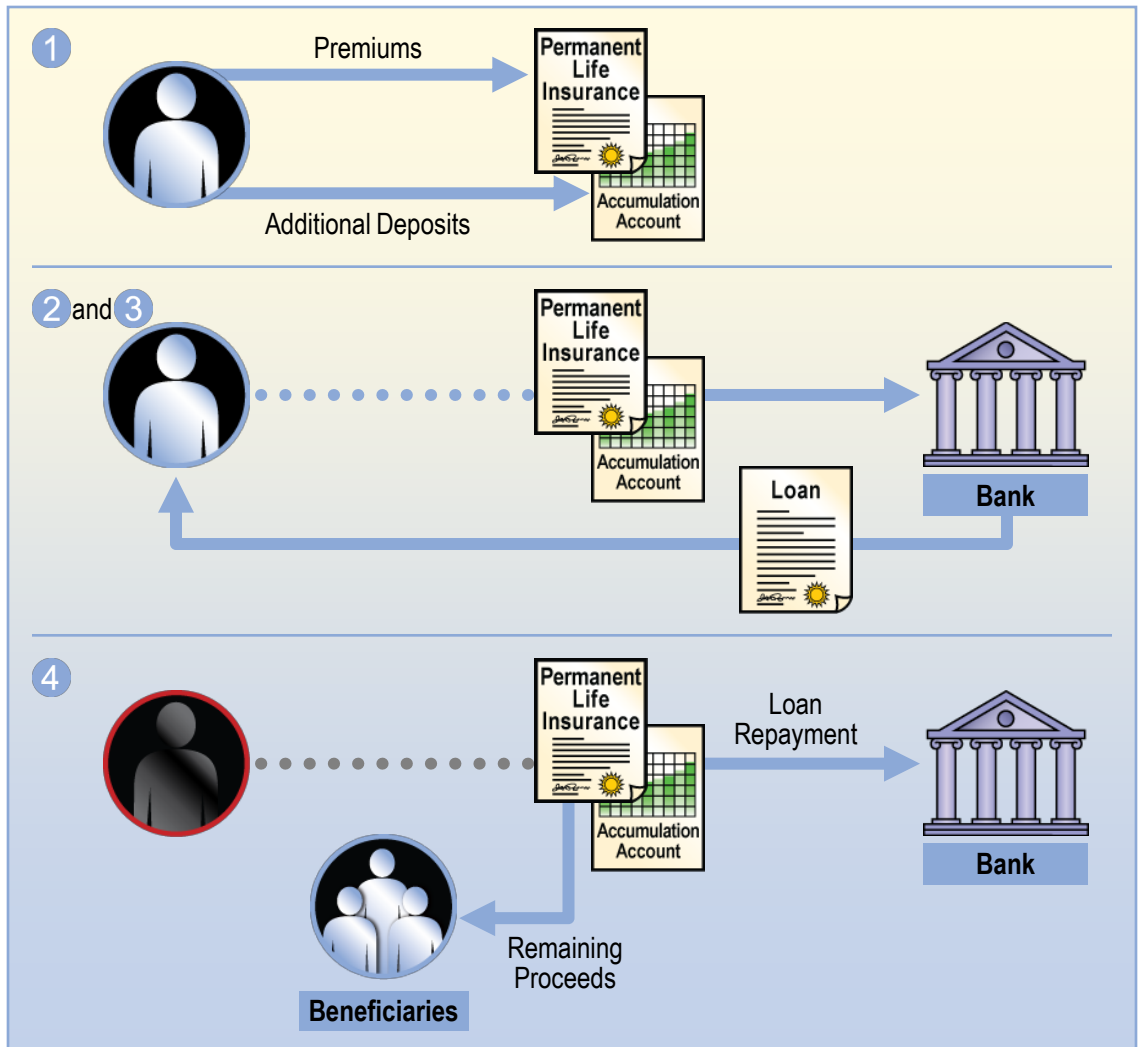 1
Premiums
Permanent
Life
Insurance
Accumulation
Account
Additional Deposits
2 and 3
Permanent
Life
Insurance
Accumulation
Account
Bank
Loan
4
Permanent
Life
Insurance
Accumulation
Account
Loan
Repayment
Bank
Remaining
Proceeds
Beneficiaries